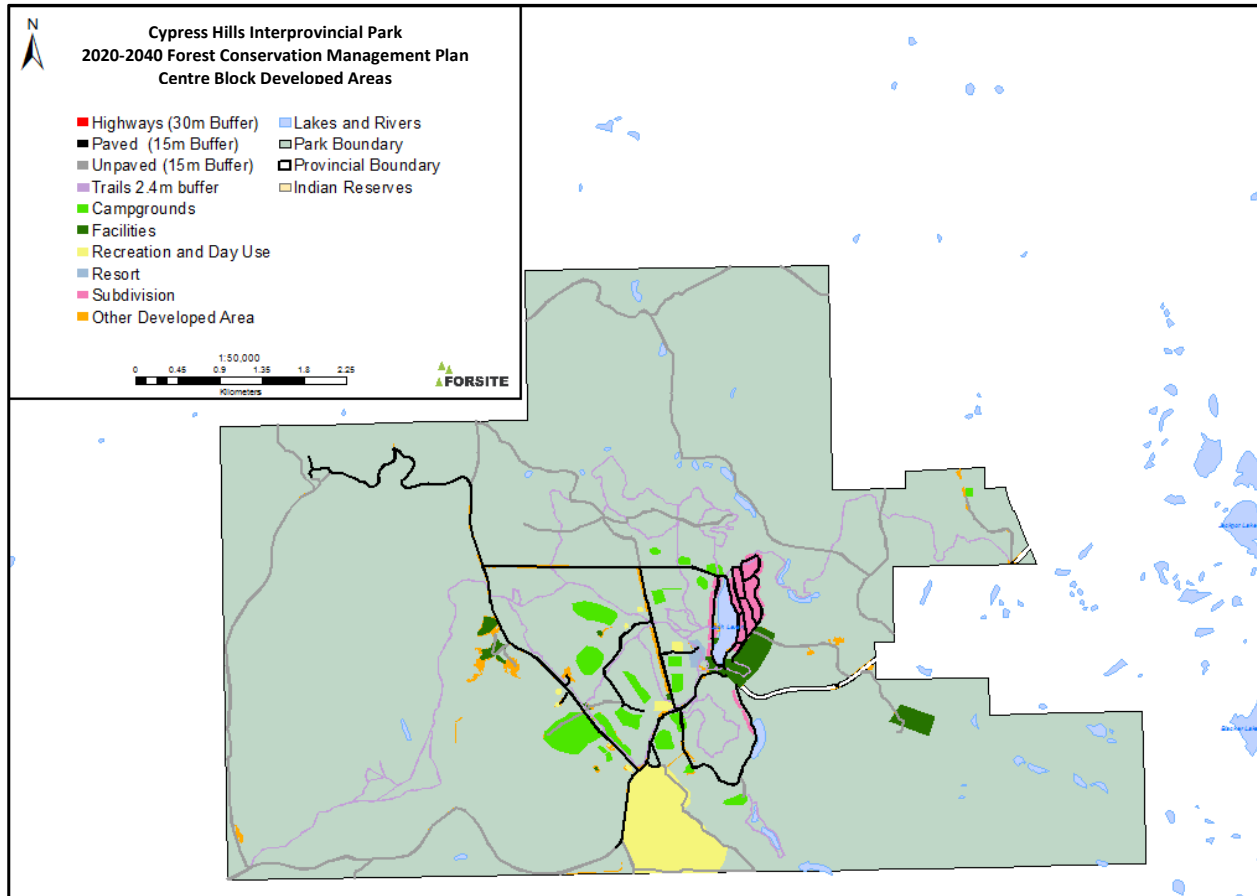 N
Cypress Hills Interprovincial Park
2020-2040 Forest Conservation Management Plan
Centre Block Developed Areas
Highways (30m Buffer)
Paved (15m Buffer)
Unpaved (15m Buffer)
Trails 2.4m buffer
Campgrounds
Facilities
Recreation and Day Use
Resort
Subdivision
Other Developed Area
Lakes and Rivers
Park Boundary
Provincial Boundary
Indian Reserves
1:50,000
0 0.45 0.9 1.35 1.8 2.25
Kilometers
FORSITE
Lake
Lake
Lake